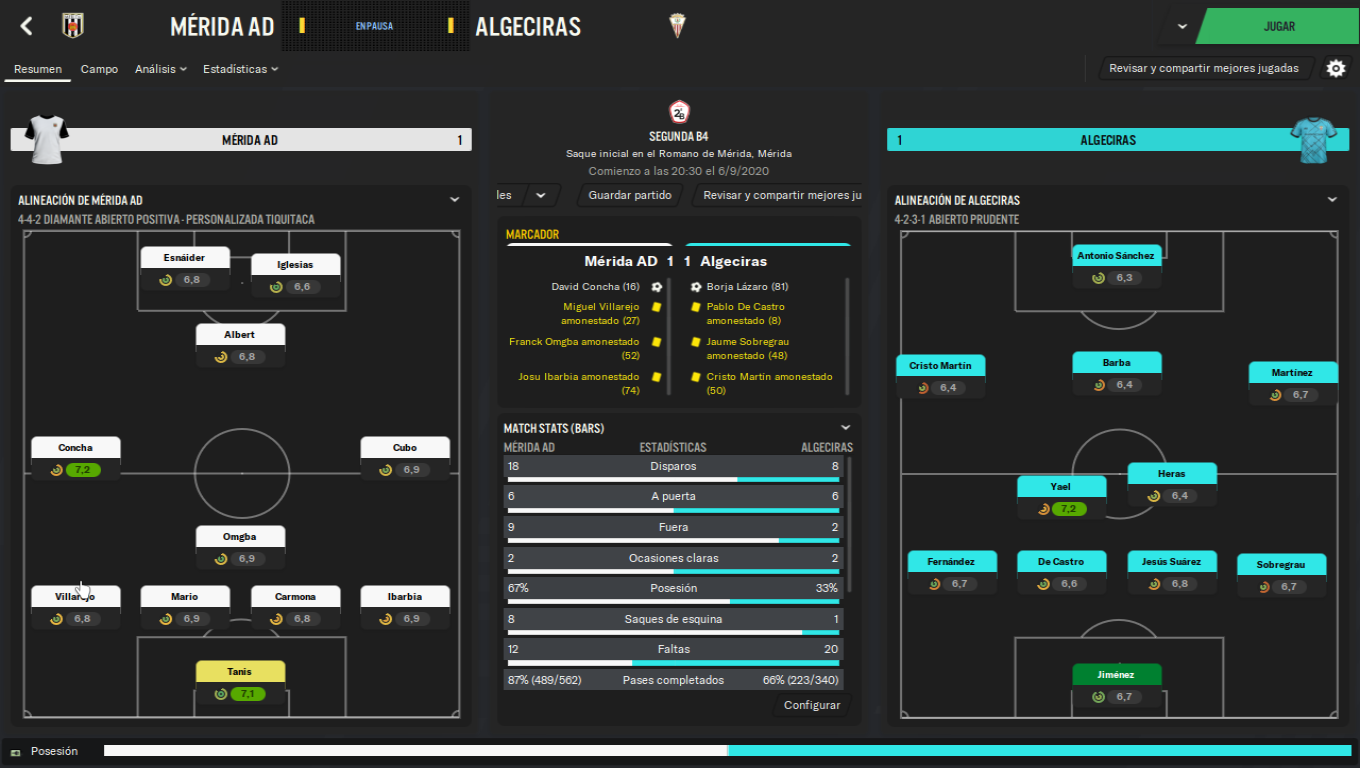 MÉRIDA AD
EN PAUSA
ALGECIRAS
JUGAR
Resumen
Campo
Análisis
Estadísticas
Revisar y compartir mejores jugadas
MÉRIDA AD 1
ALINEACIÓN DE MÉRIDA AD
4-4-2 DIAMANTE ABIERTO POSITIVA - PERSONALIZADA TIQUITACA
Esnáider
6,8
Iglesias
6,6
Albert
6,8
Concha
7,2
Cubo
6,9
Omgba
6,9
Villarejo
6,8
Mario
6,9
Carmona
6,8
Ibarbia
6,9
Tanis
7,1
2ªB
SEGUNDA B4
Saque inicial en el Romano de Mérida, Mérida
Comienzo a las 20:30 el 6/9/2020
les
Guardar partido
Revisar y compartir mejores ju
MARCADOR
Mérida AD 1 1 Algeciras
David Concha (16)
Miguel Villarejo
amonestado (27)
Franck Omgba amonestado
(52)
Josu Ibarbia amonestado
(74)
Borja Lázaro (81)
Pablo De Castro
amonestado (8)
Jaume Sobregrau
amonestado (48)
Cristo Martín amonestado
(50)
MATCH STATS (BARS)
MÉRIDA AD ESTADÍSTICAS ALGECIRAS
18 Disparos 8
6 A puerta 6
9 Fuera 2
2 Ocasiones claras 2
67% Posesión 33%
8 Saques de esquina 1
12 Faltas 20
87% (489/562) Pases completados 66% (223/340)
Configurar
1 ALGECIRAS
ALINEACIÓN DE ALGECIRAS
4-2-3-1 ABIERTO PRUDENTE
Antonio Sánchez
6,3
Cristo Martín
6,4
Barba
6,4
Martínez
6,7
Yael
7,2
Heras
6,4
Fernández
6,7
De Castro
6,6
Jesús Suárez
6,8
Sobregrau
6,7
Jiménez
6,7
Posesión